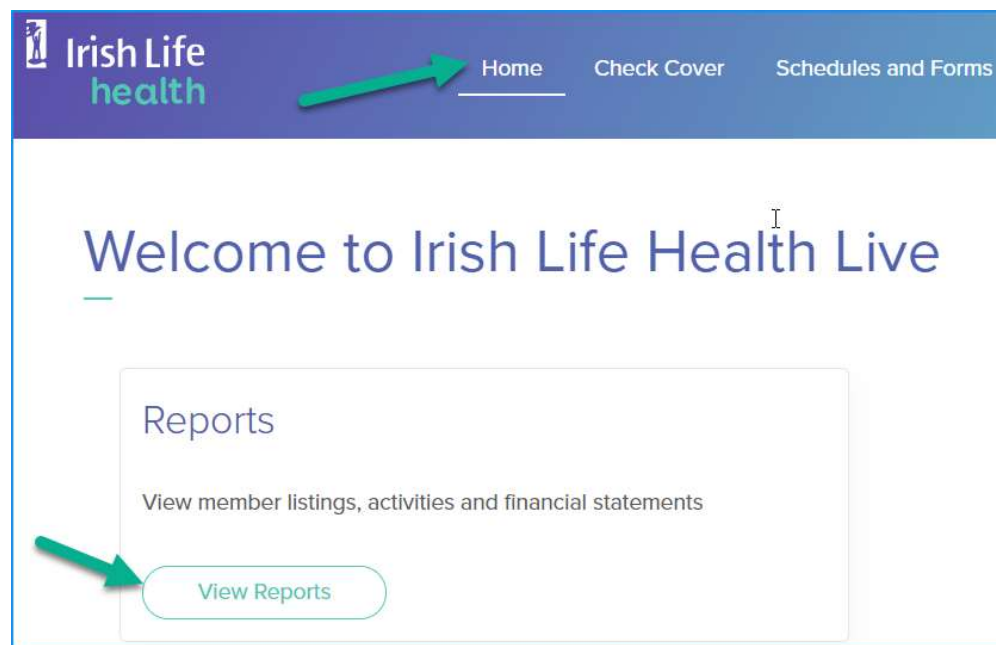 Irish Life
health
Home Check Cover Schedules and Forms
Welcome to Irish Life Health Live
Reports
View member listings, activities and financial statements
View Reports